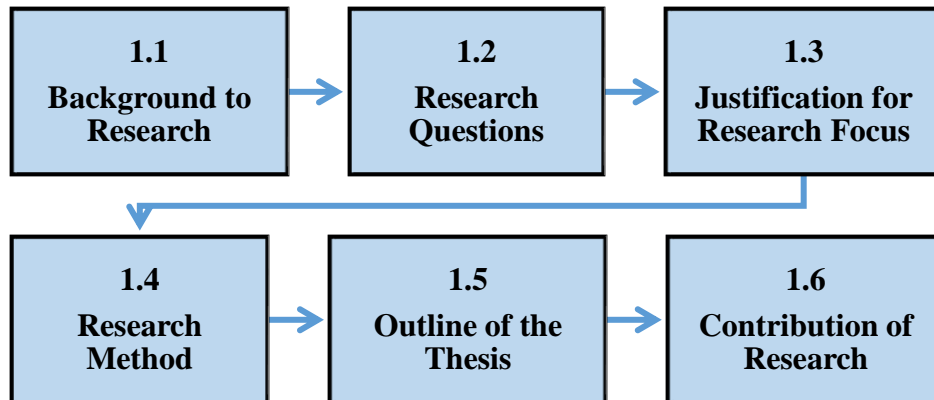 1.1
Background to
Research
1.2
Research
Questions
1.3
Justification for
Research Focus
1.4
Research
Method
1.5
Outline of the
Thesis
1.6
Contribution of
Research